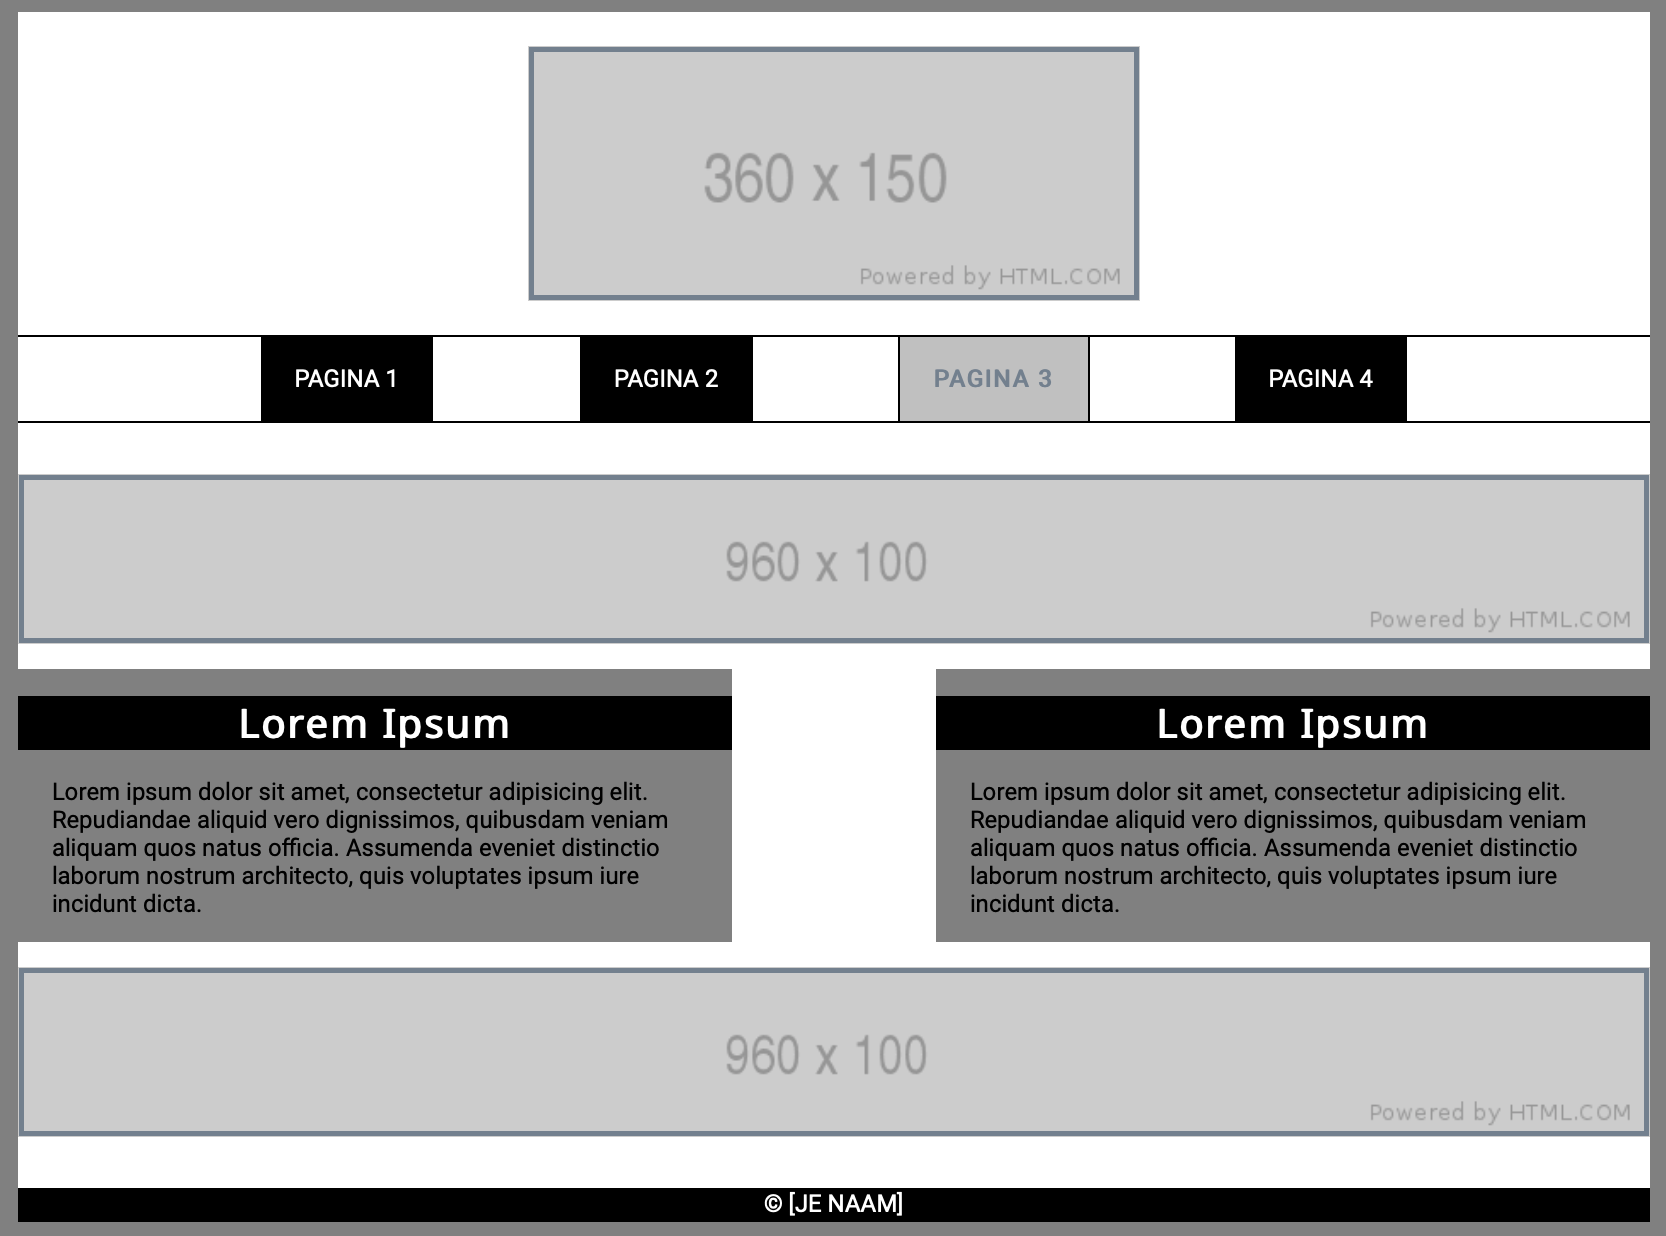 360 x 150
Powered by HTML.COM
PAGINA 1
PAGINA 2
PAGINA 3
PAGINA 4
960 x 100
Powered by HTML.COM
Lorem Ipsum
Lorem ipsum dolor sit amet, consectetur adipisicing elit.
Repudiandae aliquid vero dignissimos, quibusdam veniam
aliquam quos natus officia. Assumenda eveniet distinctio
laborum nostrum architecto, quis voluptates ipsum iure
incidunt dicta.
Lorem Ipsum
Lorem ipsum dolor sit amet, consectetur adipisicing elit.
Repudiandae aliquid vero dignissimos, quibusdam veniam
aliquam quos natus officia. Assumenda eveniet distinctio
laborum nostrum architecto, quis voluptates ipsum iure
incidunt dicta.
960 x 100
Powered by HTML.COM
© [JE NAAM]